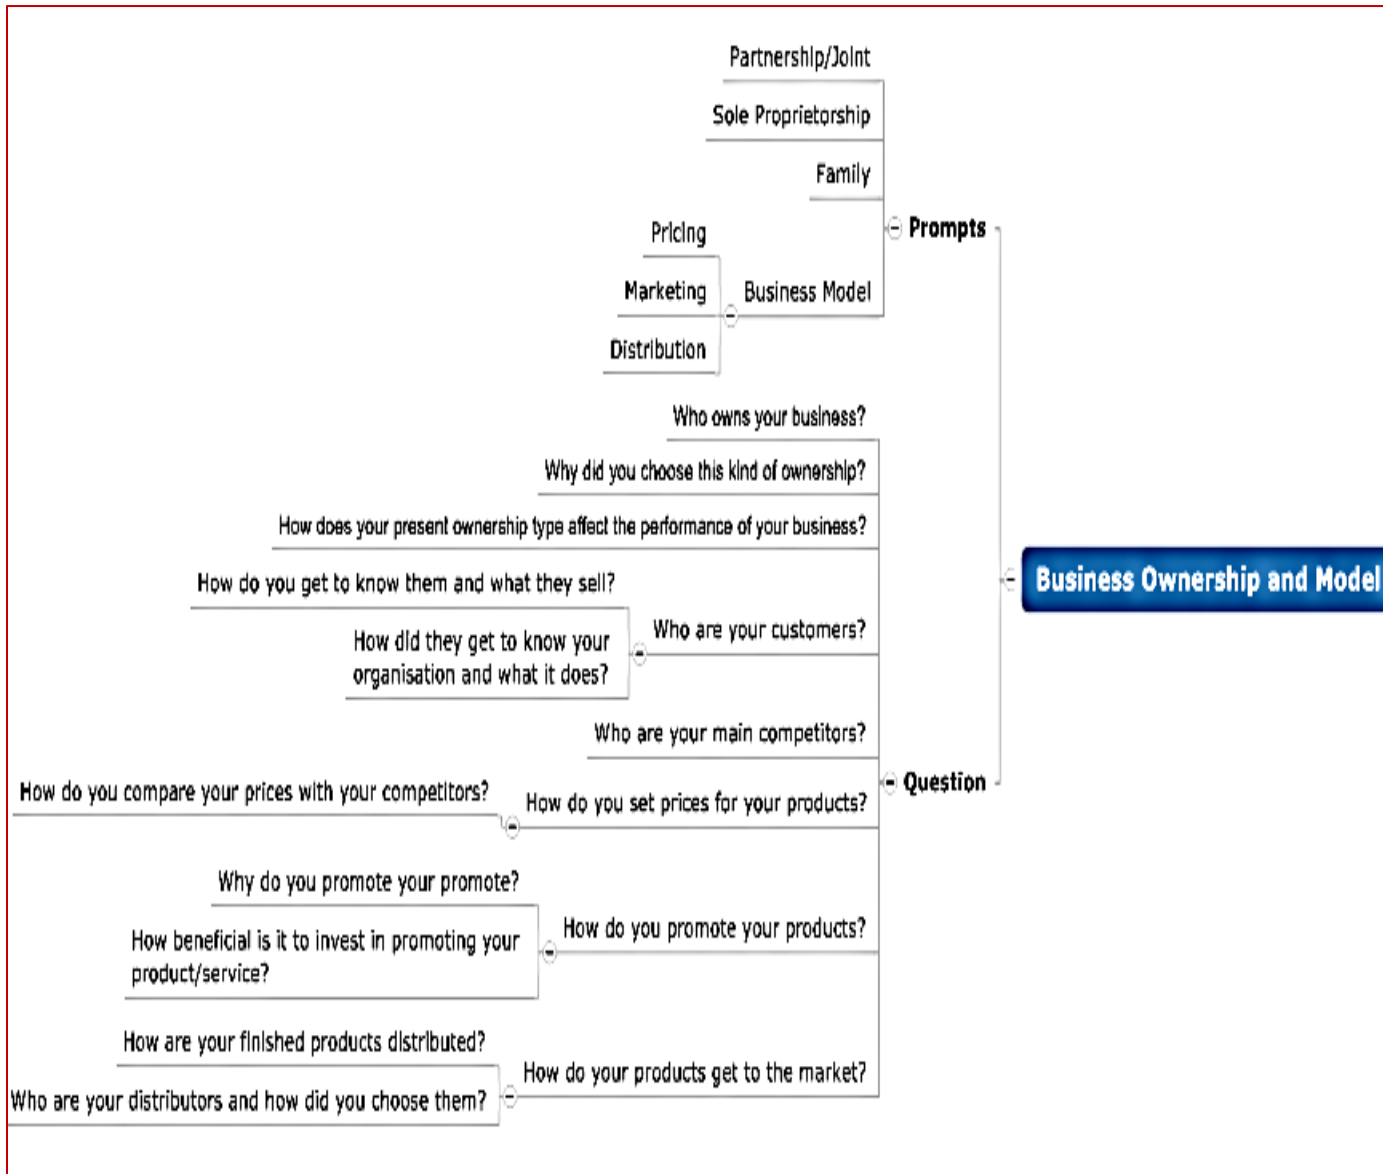 Partnership/Joint
Sole Proprietorship
Family
Prompts
Pricing
Marketing
Business Model
Distribution
Who owns your business?
Why did you choose this kind of ownership?
How does your present ownership type affect the performance of your business?
Business Ownership and Model
How do you get to know them and what they sell?
Who are your customers?
How did they get to know your
organisation and what it does?
Who are your main competitors?
Question
How do you compare your prices with your competitors?
How do you set prices for your products?
Why do you promote your promote?
How do you promote your products?
How beneficial is it to invest in promoting your
product/service?
How are your finished products distributed?
How do your products get to the market?
Who are your distributors and how did you choose them?